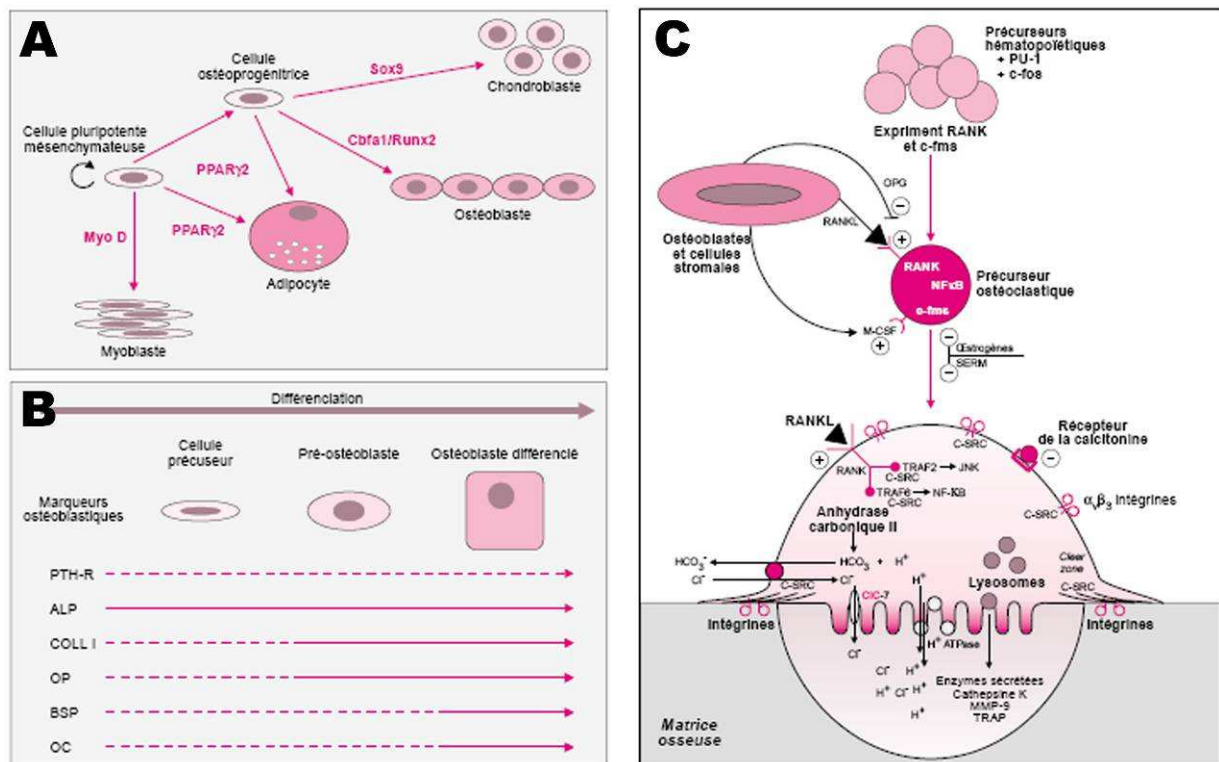 A
Cellule
ostéoprogénitrice
Sox9
Chondroblaste
Cellule pluripotente
mésenchymateuse
Cbfa1/Runx2
PPARγ2
Ostéoblaste
Myo D
PPARγ2
Adipocyte
Myoblaste
B
Différenciation
Cellule
précuseur
Pré-ostéoblaste
Ostéoblaste différencié
Marqueurs
ostéoblastiques
PTH-R
ALP
COLL I
OP
BSP
OC
C
Précurseurs
hématopoïétiques
+ PU-1
+ c-fos
Expriment RANK
et c-fms
OPG
−
RANKL
+
Ostéoblastes
et cellules
stromales
RANK
NFκB
c-fms
Précurseur
ostéoclastique
M-CSF
+
−
Œstrogènes
SERM
−
RANKL
+
C-SRC
Récepteur
de la calcitonine
−
RANK
TRAF2 → JNK
C-SRC
TRAF6 → NF-KB
C-SRC
αvβ3 Intégrines
C-SRC
Anhydrase
carbonique II
HCO3-
HCO3 + H+
Cl-
C-SRC
Cl-
H+
Lysosomes
Clear
zone
C-SRC
ClC-7
Intégrines
Intégrines
H+ ATPase
Cl-
Cl- H+
H+ Cl- H+
H+
Enzymes sécrétées
Cathepsine K
MMP-9
TRAP
Matrice
osseuse